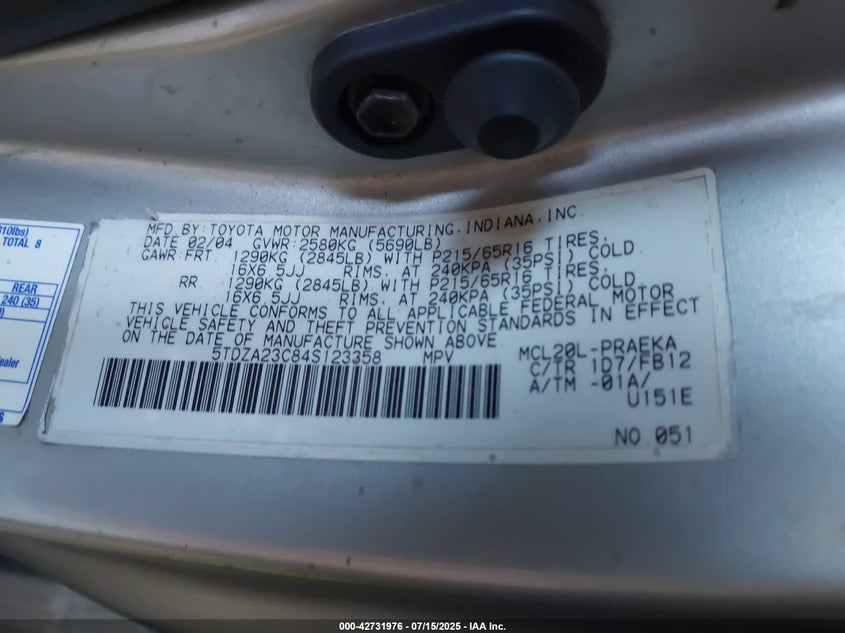 310lbs)
TOTAL 8
REAR
240 (35)
ealer
MFD BY:TOYOTA MOTOR MANUFACTURING,INDIANA,INC.
DATE 02/04 GVWR:2580KG (5690LB)
GAWR:FRT 1290KG (2845LB) WITH P215/65R16 TIRES,
16X6.5JJ RIMS, AT 240KPA (35PSI) COLD
RR 1290KG (2845LB) WITH P215/65R16 TIRES,
16X6.5JJ RIMS, AT 240KPA (35PSI) COLD.
THIS VEHICLE CONFORMS TO ALL APPLICABLE FEDERAL MOTOR
VEHICLE SAFETY AND THEFT PREVENTION STANDARDS IN EFFECT
ON THE DATE OF MANUFACTURE SHOWN ABOVE
5TDZA23C84S123358 MPV
MCL20L-PRAEKA
C/TR 1D7/FB12
A/TM -01A/
U151E
NO.051
000-42731976 - 07/15/2025 - IAA Inc.